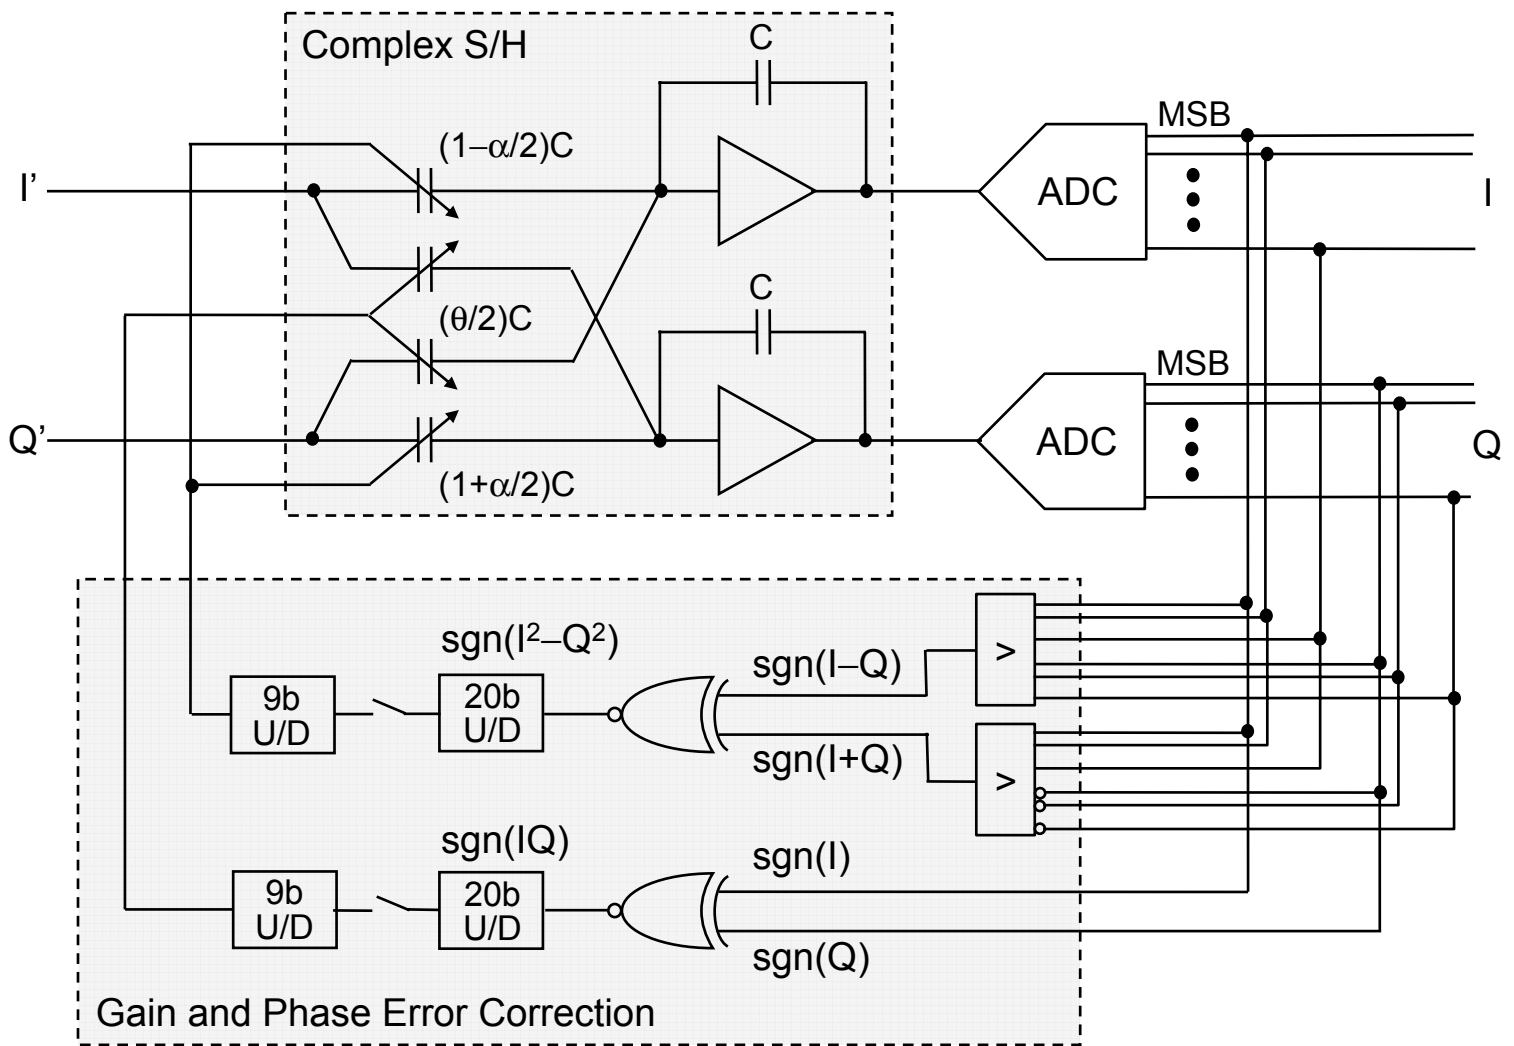 Complex S/H
C
MSB
(1−α/2)C
I’
ADC
I
C
(θ/2)C
MSB
Q’
ADC
Q
(1+α/2)C
sgn(I²−Q²)
sgn(I−Q)
>
9b
U/D
20b
U/D
sgn(I+Q)
>
sgn(IQ)
sgn(I)
9b
U/D
20b
U/D
sgn(Q)
Gain and Phase Error Correction